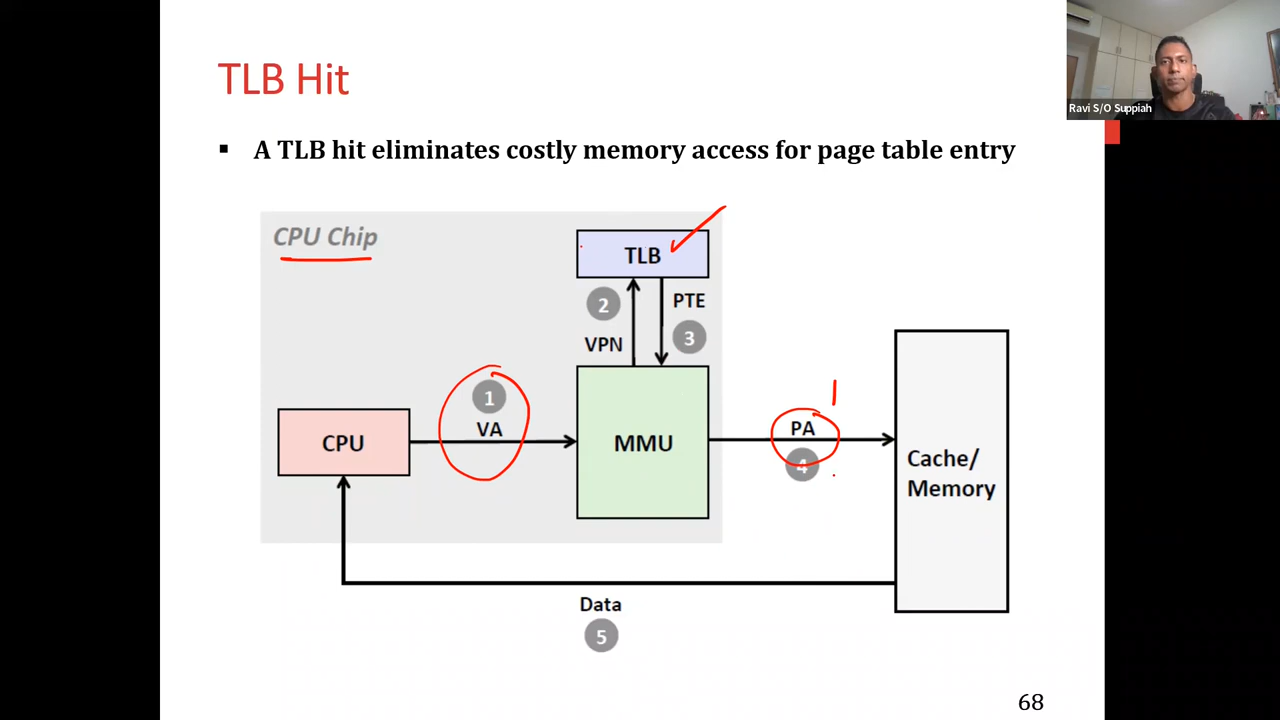 TLB Hit
Ravi S/O Suppiah
▪ A TLB hit eliminates costly memory access for page table entry
CPU Chip
TLB
2
PTE
3
VPN
1
VA
CPU
MMU
PA
4
Cache/
Memory
Data
5
68